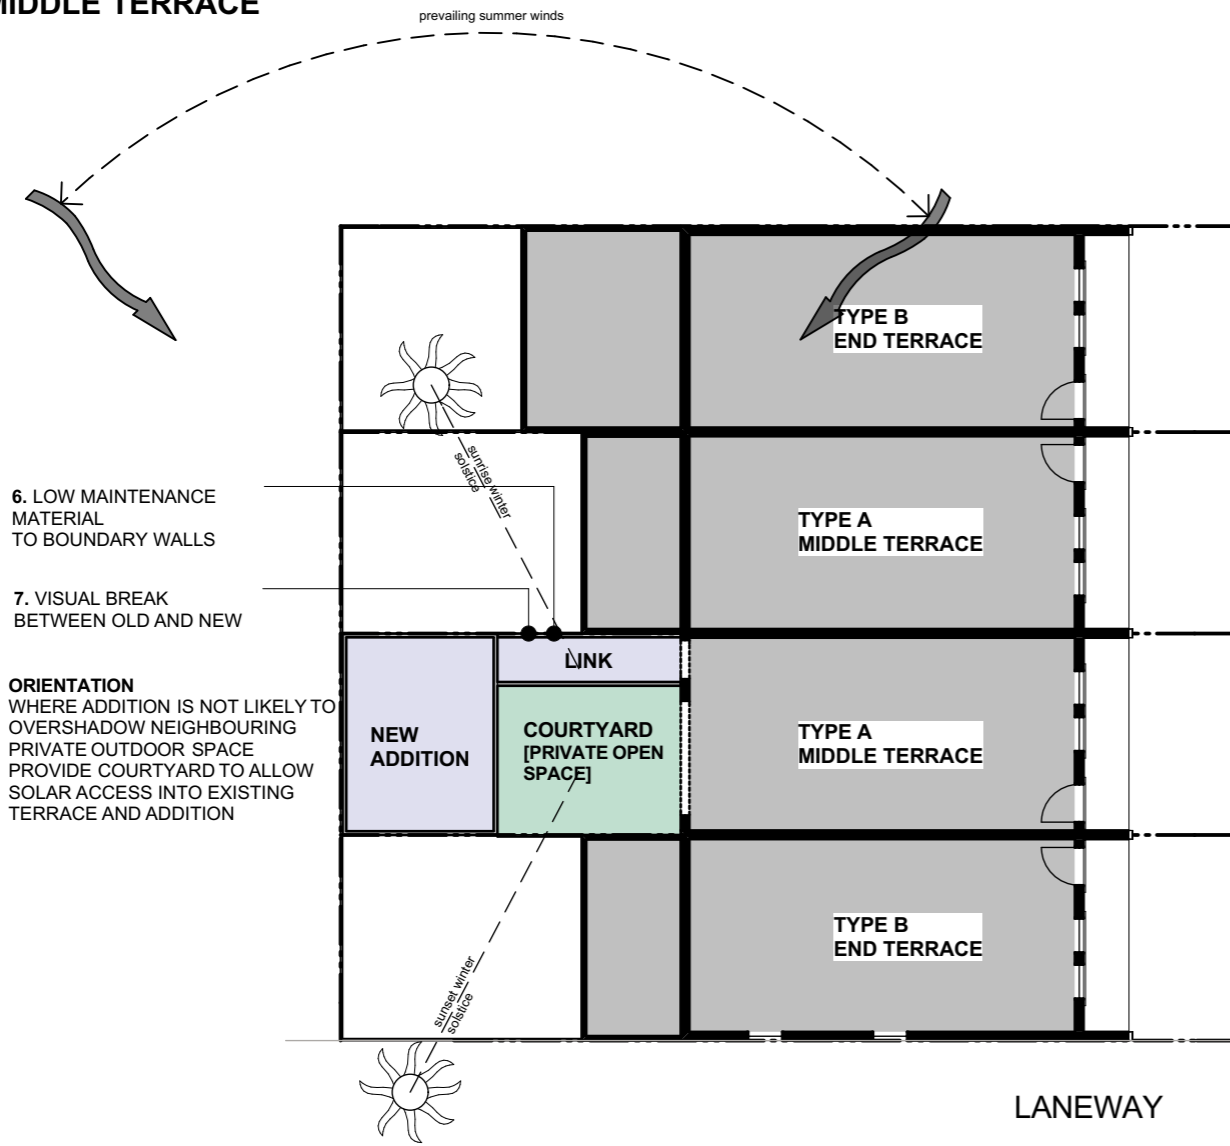 MIDDLE TERRACE
prevailing summer winds
TYPE B
END TERRACE
sunrise winter
solstice
6. LOW MAINTENANCE
MATERIAL
TO BOUNDARY WALLS
TYPE A
MIDDLE TERRACE
7. VISUAL BREAK
BETWEEN OLD AND NEW
LINK
ORIENTATION
WHERE ADDITION IS NOT LIKELY TO
OVERSHADOW NEIGHBOURING
PRIVATE OUTDOOR SPACE
PROVIDE COURTYARD TO ALLOW
SOLAR ACCESS INTO EXISTING
TERRACE AND ADDITION
NEW
ADDITION
COURTYARD
[PRIVATE OPEN
SPACE]
TYPE A
MIDDLE TERRACE
TYPE B
END TERRACE
sunset winter
solstice
LANEWAY